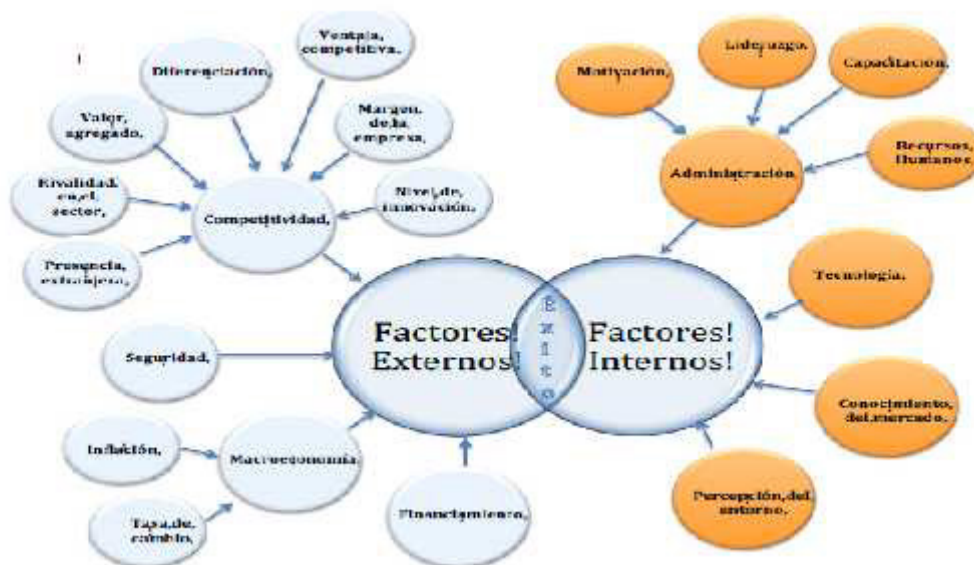 Ventaja,
competitiva,
Diferenciación,
Valor,
agregado,
Margen,
de,la,
empresa,
Rivalidad,
en,el,
sector,
Nivel,de,
innovación,
Competitividad,
Presencia,
extranjera,
Liderazgo,
Motivación,
Capacitación,
Recursos,
Humanos,
Administración,
Tecnología,
Factores!
Externos!
Éxito
Factores!
Internos!
Seguridad,
Conocimiento,
del,mercado,
Inflación,
Macroeconomía,
Tasa,de,
cambio,
Financiamiento,
Percepción,del,
entorno,